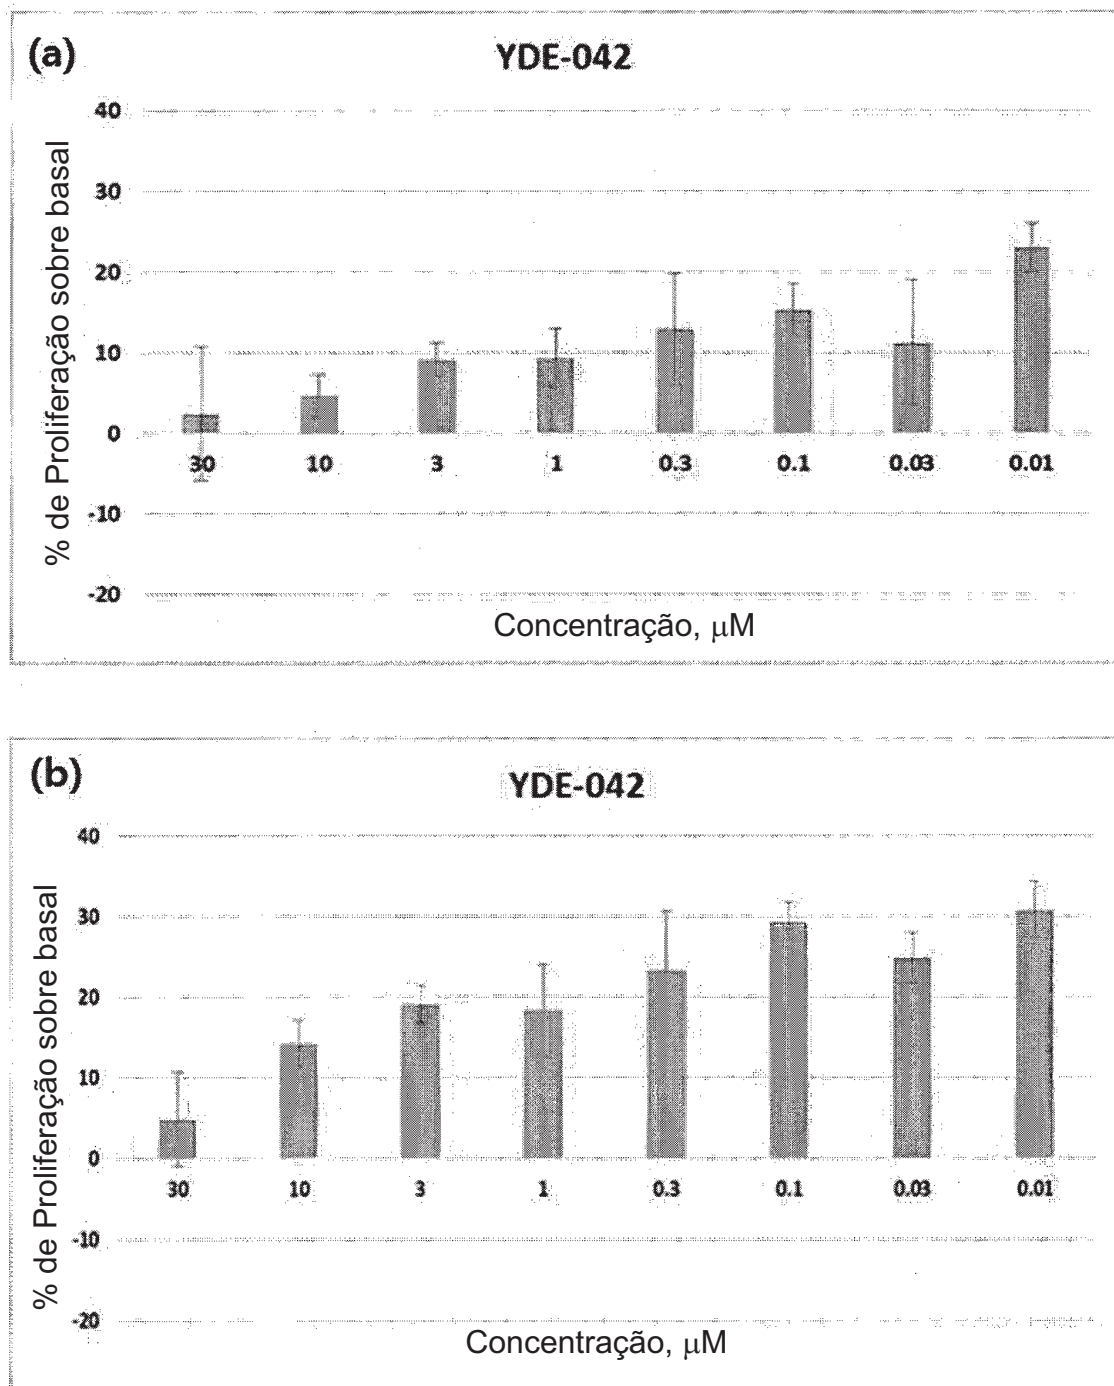 (a)
YDE-042
% de Proliferação sobre basal
40
30
20
10
0
-10
-20
30 10 3 1 0.3 0.1 0.03 0.01
Concentração, μM
(b)
YDE-042
% de Proliferação sobre basal
40
30
20
10
0
-10
-20
30 10 3 1 0.3 0.1 0.03 0.01
Concentração, μM